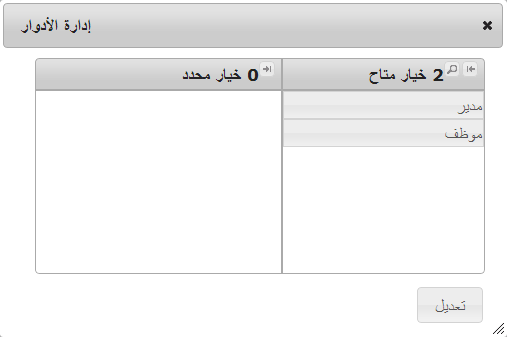 إدارة الأدوار
2 خيار متاح
0 خيار محدد
مدير
موظف
تعديل